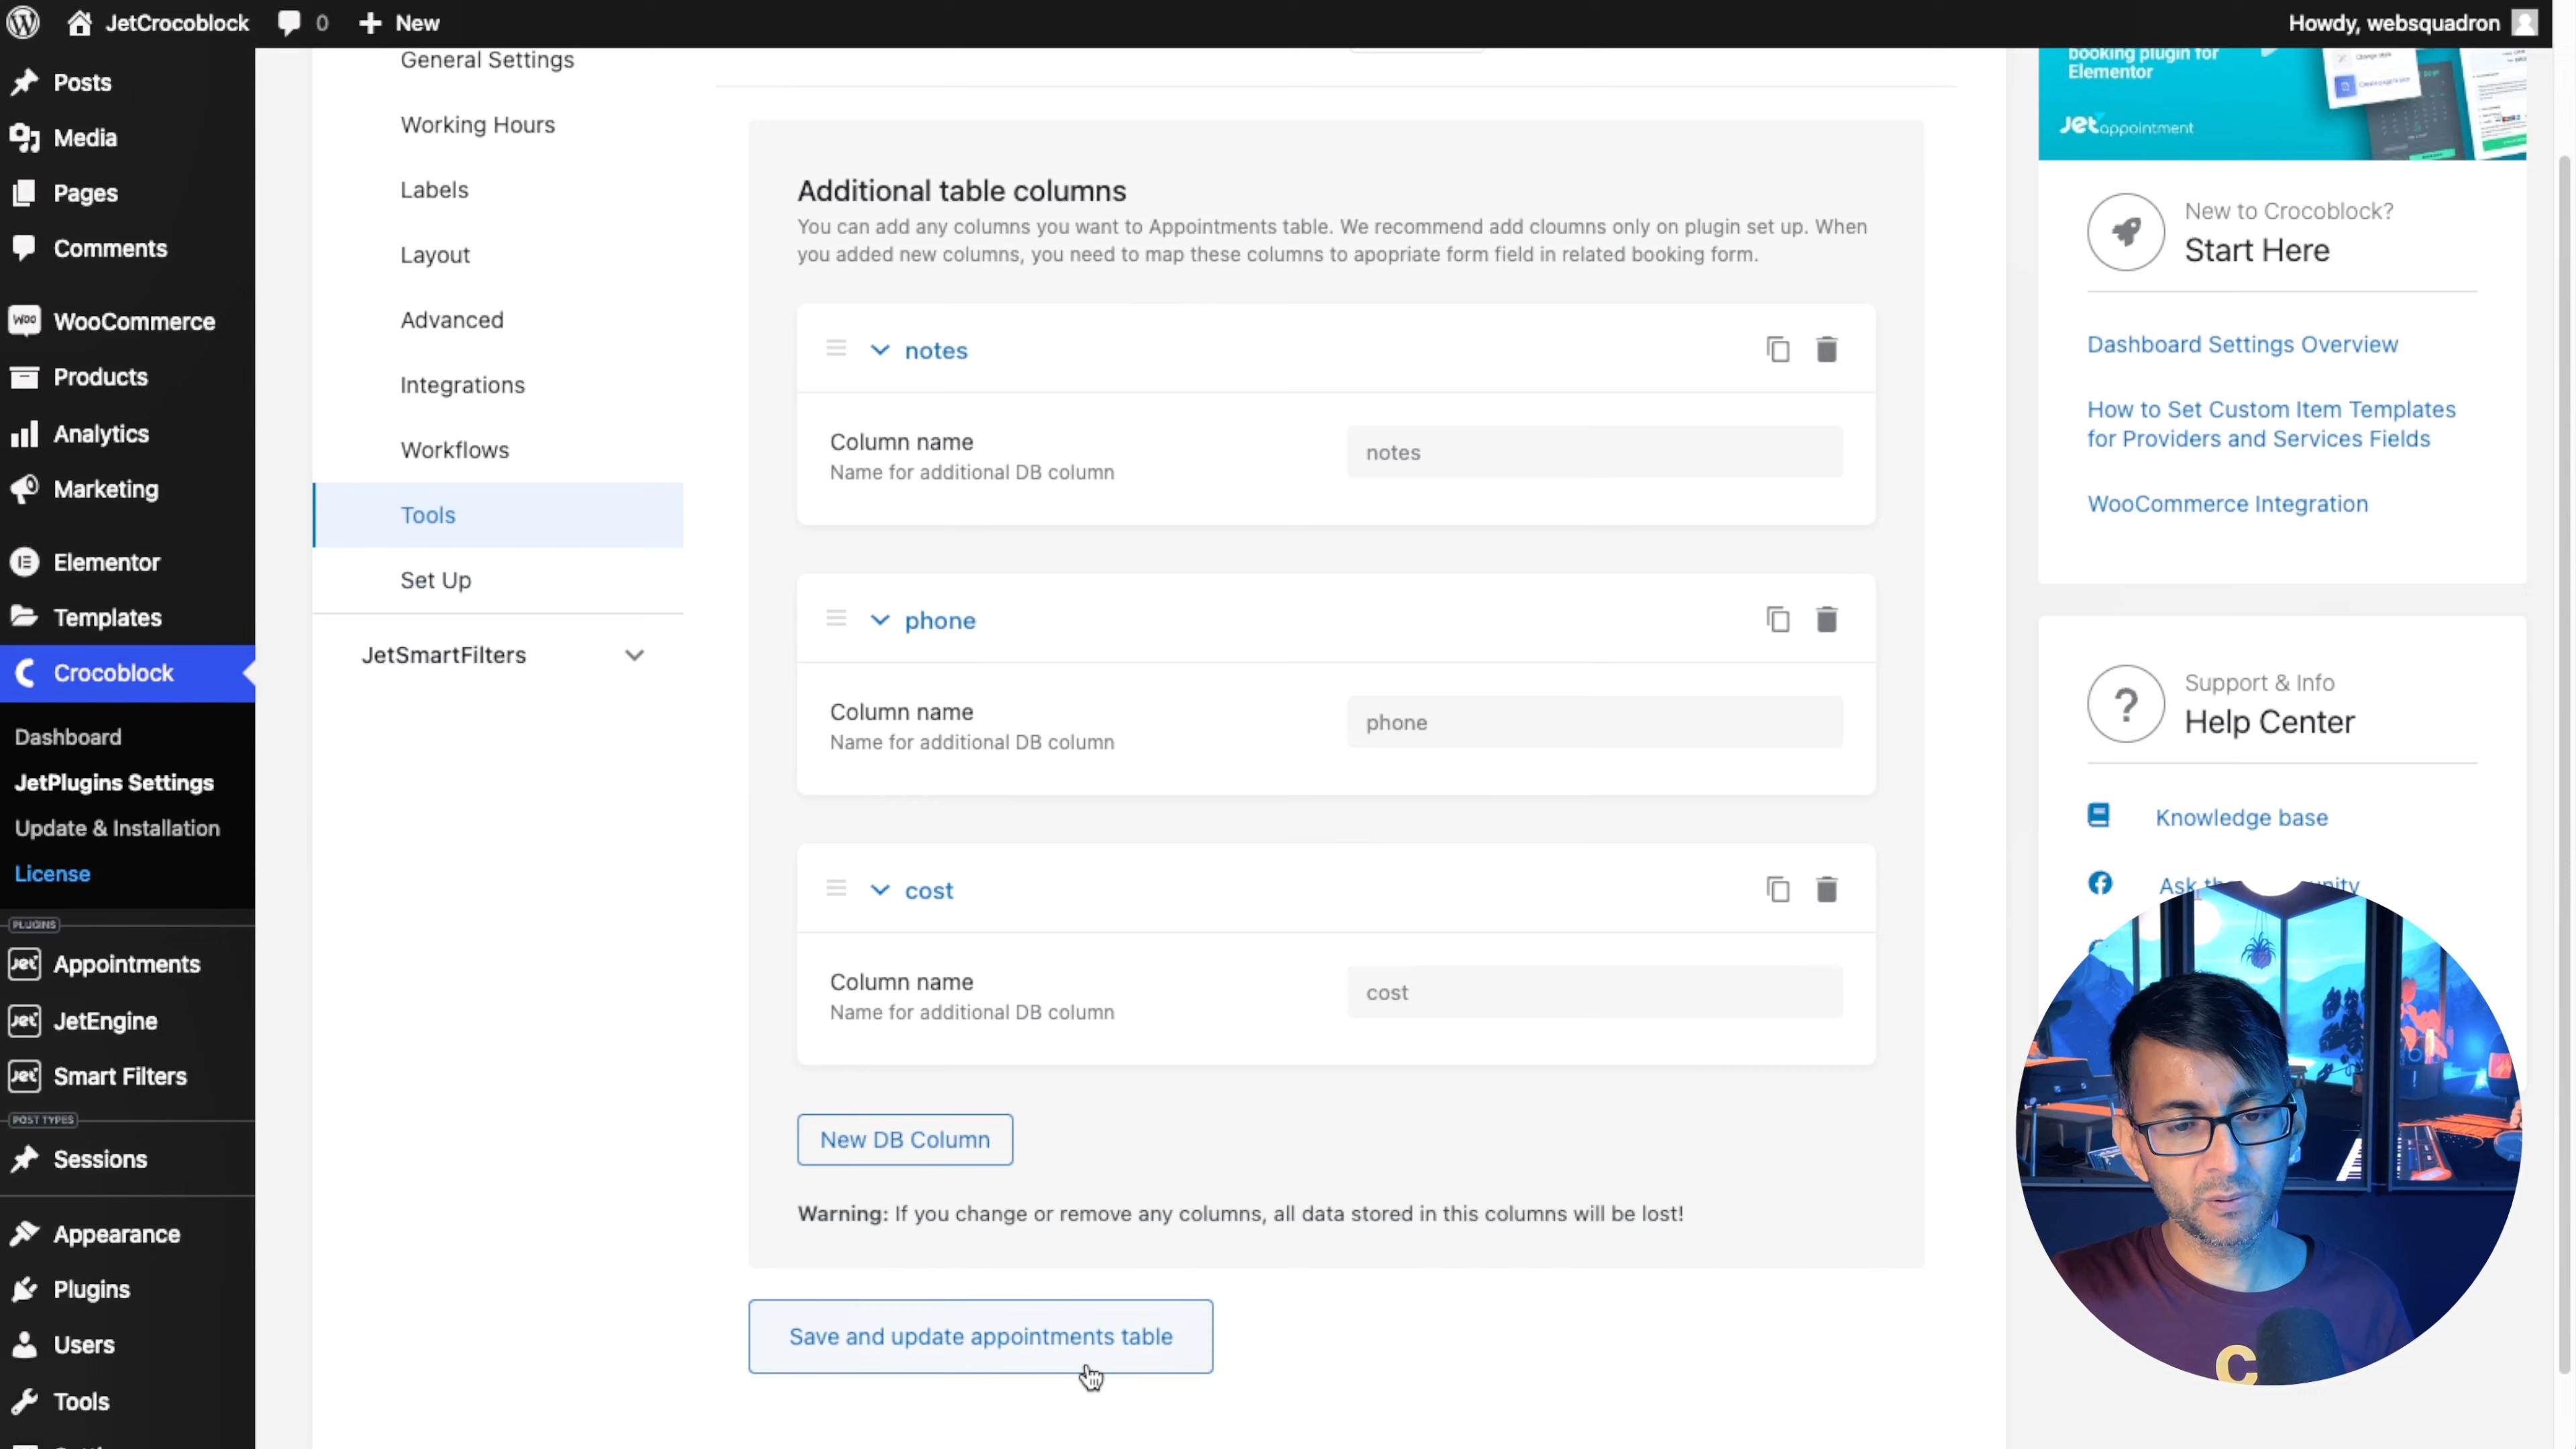 JetCrocoblock
0
New
Howdy, websquadron
Posts
Media
Pages
Comments
WOO
WooCommerce
Products
Analytics
Marketing
Elementor
Templates
Crocoblock
Dashboard
JetPlugins Settings
Update & Installation
License
PLUGINS
Jet
Appointments
Jet
JetEngine
Jet
Smart Filters
POST TYPES
Sessions
Appearance
Plugins
Users
Tools
General Settings
Working Hours
Labels
Layout
Advanced
Integrations
Workflows
Tools
Set Up
JetSmartFilters
Additional table columns
You can add any columns you want to Appointments table. We recommend add cloumns only on plugin set up. When
you added new columns, you need to map these columns to apopriate form field in related booking form.
notes
Column name
Name for additional DB column
notes
phone
Column name
Name for additional DB column
phone
cost
Column name
Name for additional DB column
cost
New DB Column
Warning: If you change or remove any columns, all data stored in this columns will be lost!
Save and update appointments table
booking plugin for
Elementor
Jet appointment
New to Crocoblock?
Start Here
Dashboard Settings Overview
How to Set Custom Item Templates
for Providers and Services Fields
WooCommerce Integration
Support & Info
?
Help Center
Knowledge base
Ask
C